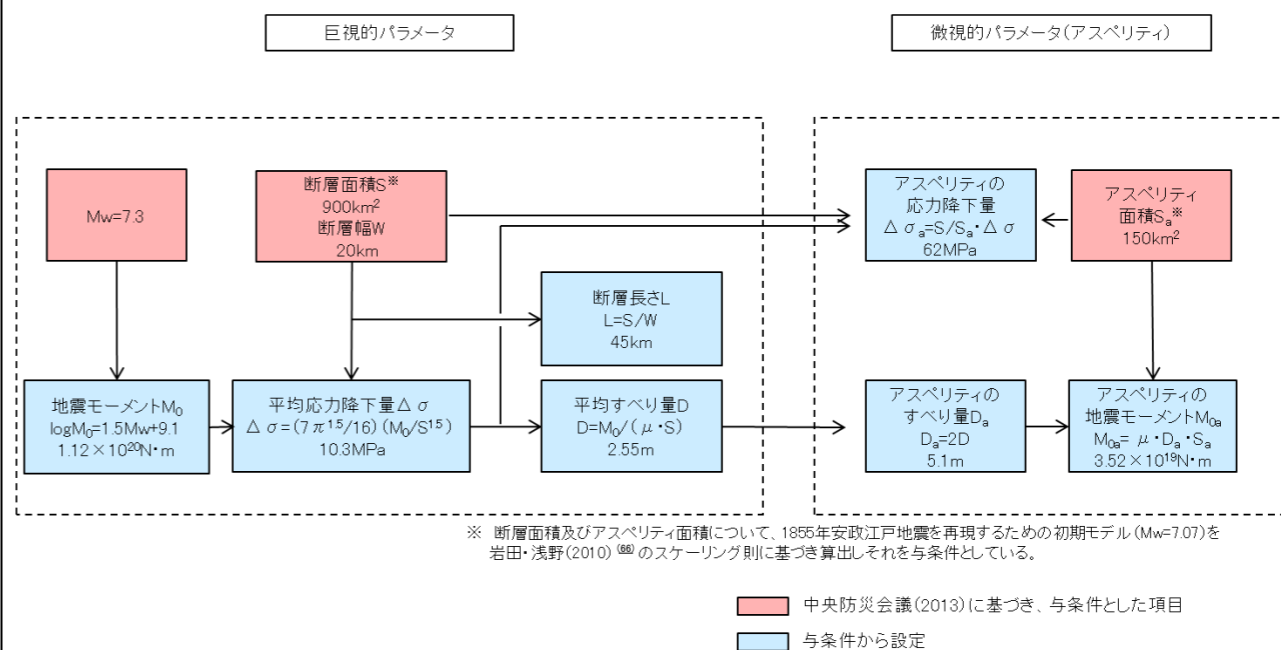 巨視的パラメータ
微視的パラメータ(アスペリティ)
Mw=7.3
断層面積S※
900km²
断層幅W
20km
アスペリティの
応力降下量
Δσₐ=S/Sₐ・Δσ
62MPa
アスペリティ
面積Sₐ※
150km²
断層長さL
L=S/W
45km
地震モーメントM₀
logM₀=1.5Mw+9.1
1.12×10²⁰N・m
平均応力降下量Δσ
Δσ=(7π¹·⁵/16)(M₀/S¹·⁵)
10.3MPa
平均すべり量D
D=M₀/(μ・S)
2.55m
アスペリティの
すべり量Dₐ
Dₐ=2D
5.1m
アスペリティの
地震モーメントM₀ₐ
M₀ₐ=μ・Dₐ・Sₐ
3.52×10¹⁹N・m
※ 断層面積及びアスペリティ面積について、1855年安政江戸地震を再現するための初期モデル(Mw=7.07)を
岩田・浅野(2010)⁽⁶⁶⁾のスケーリング則に基づき算出しそれを与条件としている。
中央防災会議(2013)に基づき、与条件とした項目
与条件から設定